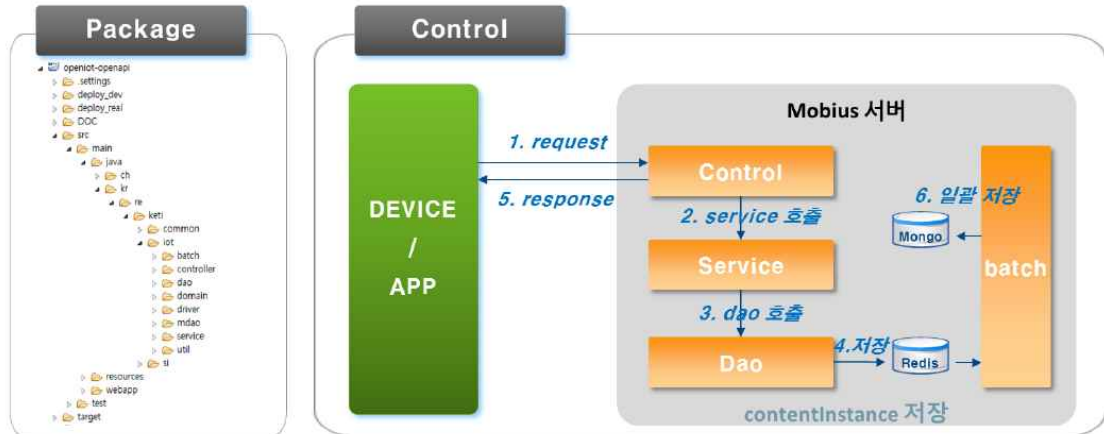 Package
openiot-openapi
.settings
deploy_dev
deploy_real
DOC
src
main
java
ch
kr
re
keti
common
iot
batch
controller
dao
domain
driver
mdao
service
util
si
resources
webapp
test
target
Control
DEVICE
/
APP
1. request
5. response
Mobius 서버
Control
2. service 호출
Service
3. dao 호출
Dao
4.저장
Redis
6. 일괄 저장
Mongo
batch
contentInstance 저장